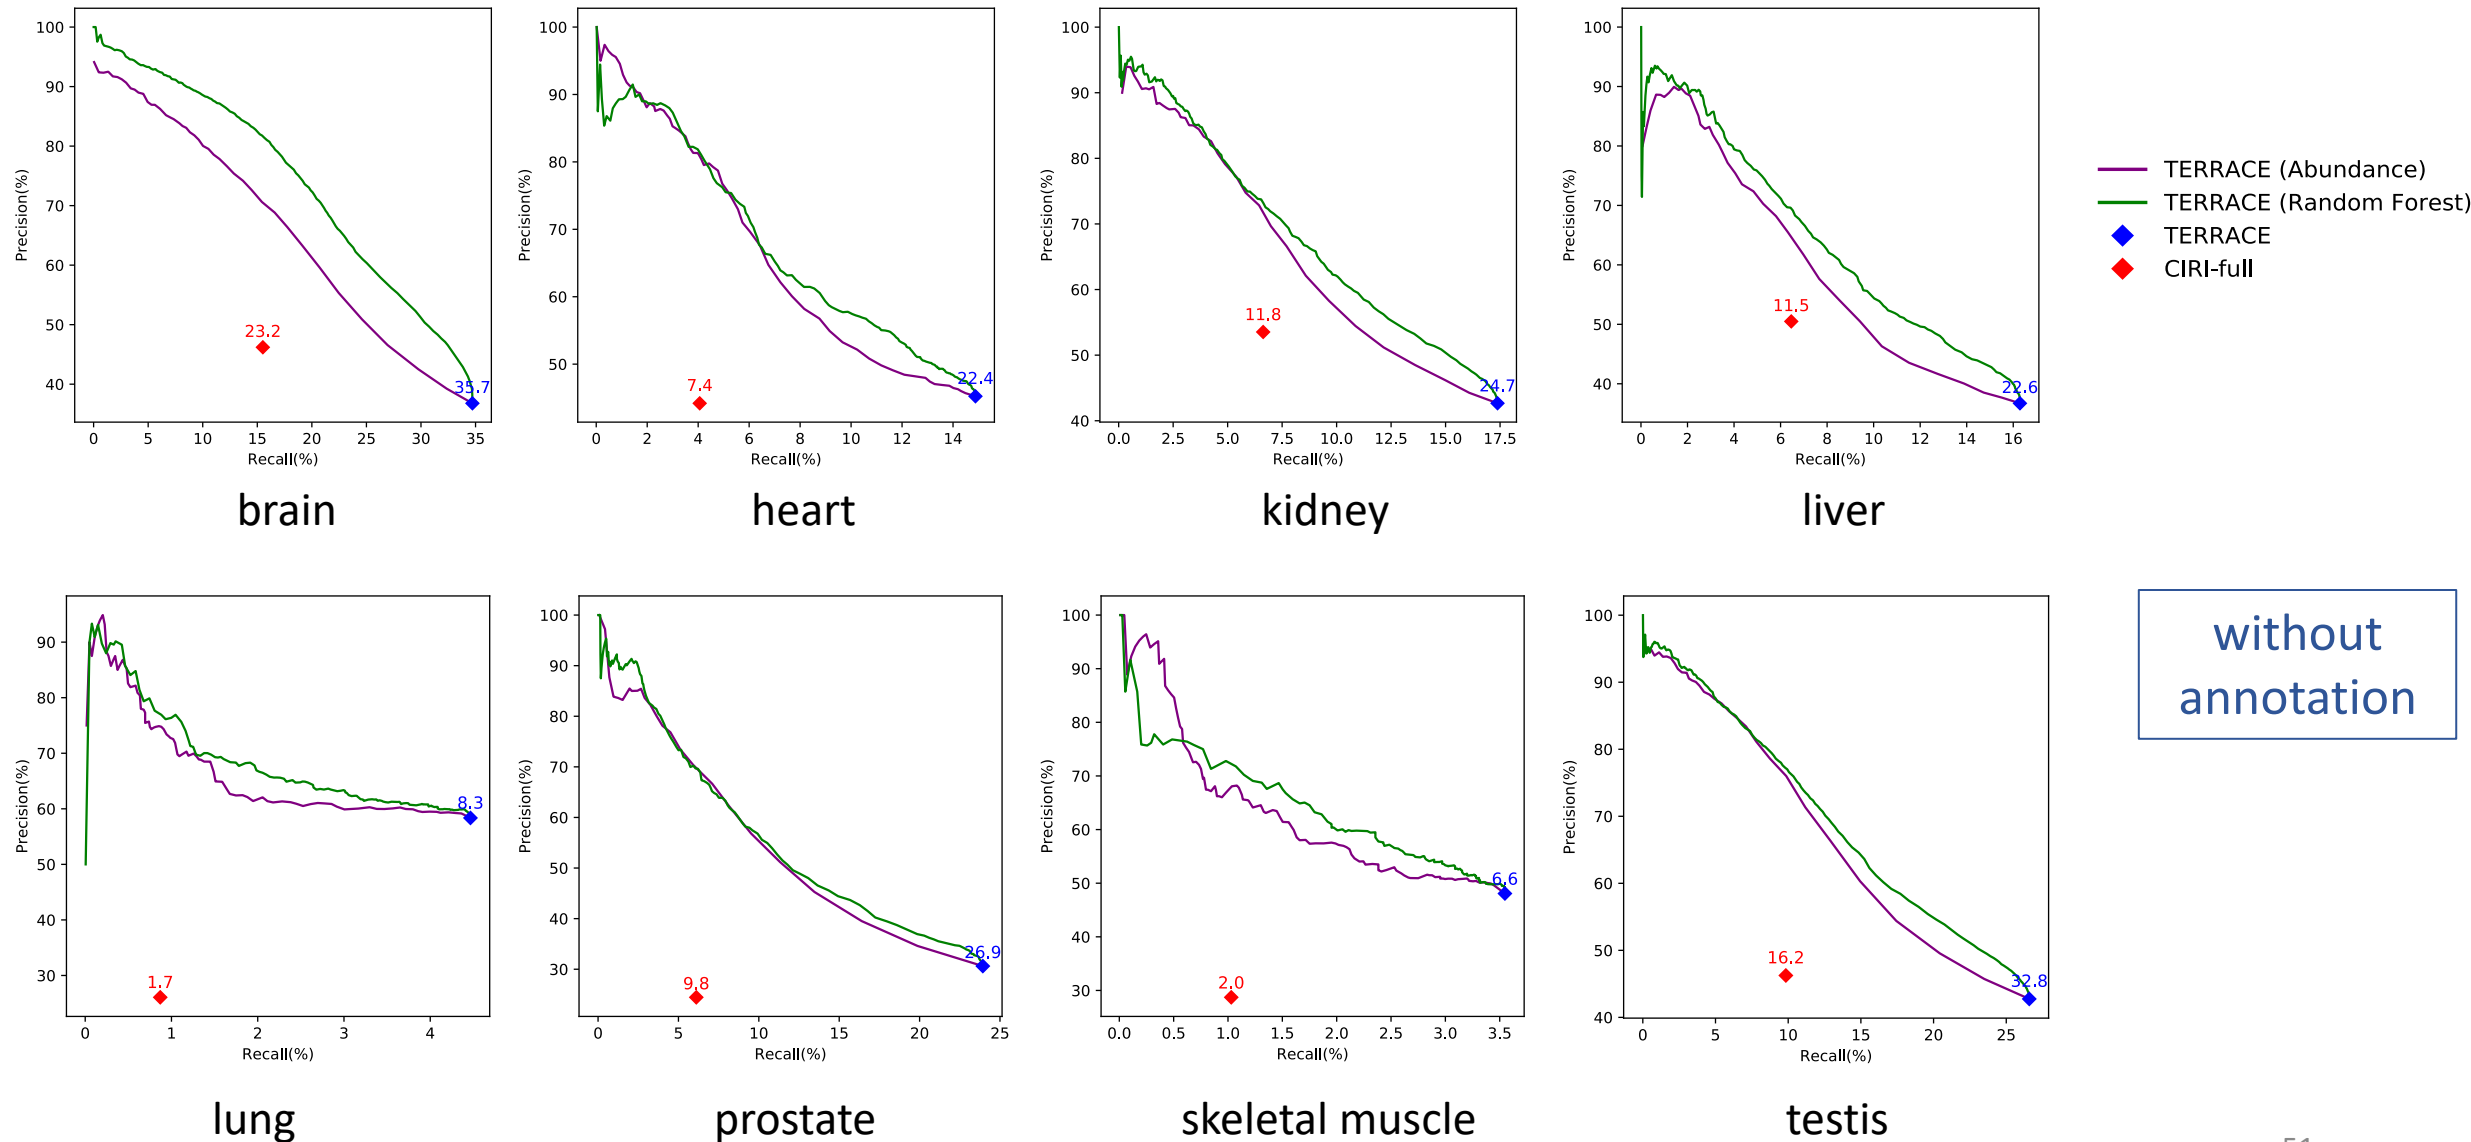 100
90
80
70
60
50
40
Precision(%)
23.2
35.7
0 5 10 15 20 25 30 35
Recall(%)
brain
100
90
80
70
60
50
Precision(%)
7.4
22.4
0 2 4 6 8 10 12 14
Recall(%)
heart
100
90
80
70
60
50
40
Precision(%)
11.8
24.7
0.0 2.5 5.0 7.5 10.0 12.5 15.0 17.5
Recall(%)
kidney
100
90
80
70
60
50
40
Precision(%)
11.5
22.6
0 2 4 6 8 10 12 14 16
Recall(%)
liver
TERRACE (Abundance)
TERRACE (Random Forest)
TERRACE
CIRI-full
90
80
70
60
50
40
30
Precision(%)
8.3
1.7
0 1 2 3 4
Recall(%)
lung
100
90
80
70
60
50
40
30
Precision(%)
26.9
9.8
0 5 10 15 20 25
Recall(%)
prostate
100
90
80
70
60
50
40
30
Precision(%)
6.6
2.0
0.0 0.5 1.0 1.5 2.0 2.5 3.0 3.5
Recall(%)
skeletal muscle
100
90
80
70
60
50
40
Precision(%)
16.2
32.8
0 5 10 15 20 25
Recall(%)
testis
without
annotation
51